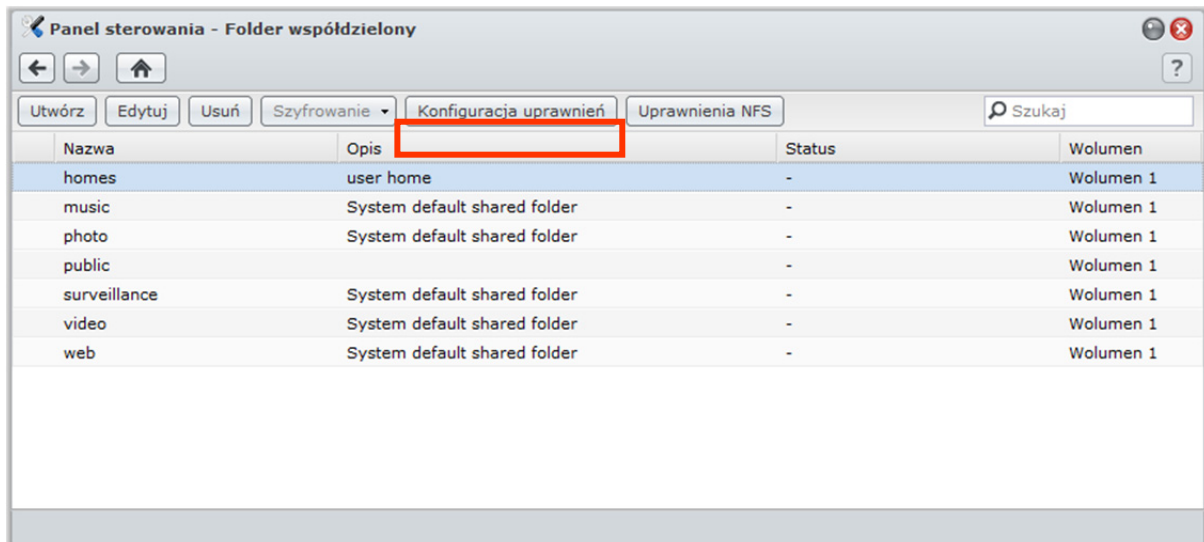 Panel sterowania - Folder współdzielony
?
Utwórz Edytuj Usuń Szyfrowanie Konfiguracja uprawnień Uprawnienia NFS Szukaj
Nazwa Opis Status Wolumen
homes user home - Wolumen 1
music System default shared folder - Wolumen 1
photo System default shared folder - Wolumen 1
public - Wolumen 1
surveillance System default shared folder - Wolumen 1
video System default shared folder - Wolumen 1
web System default shared folder - Wolumen 1